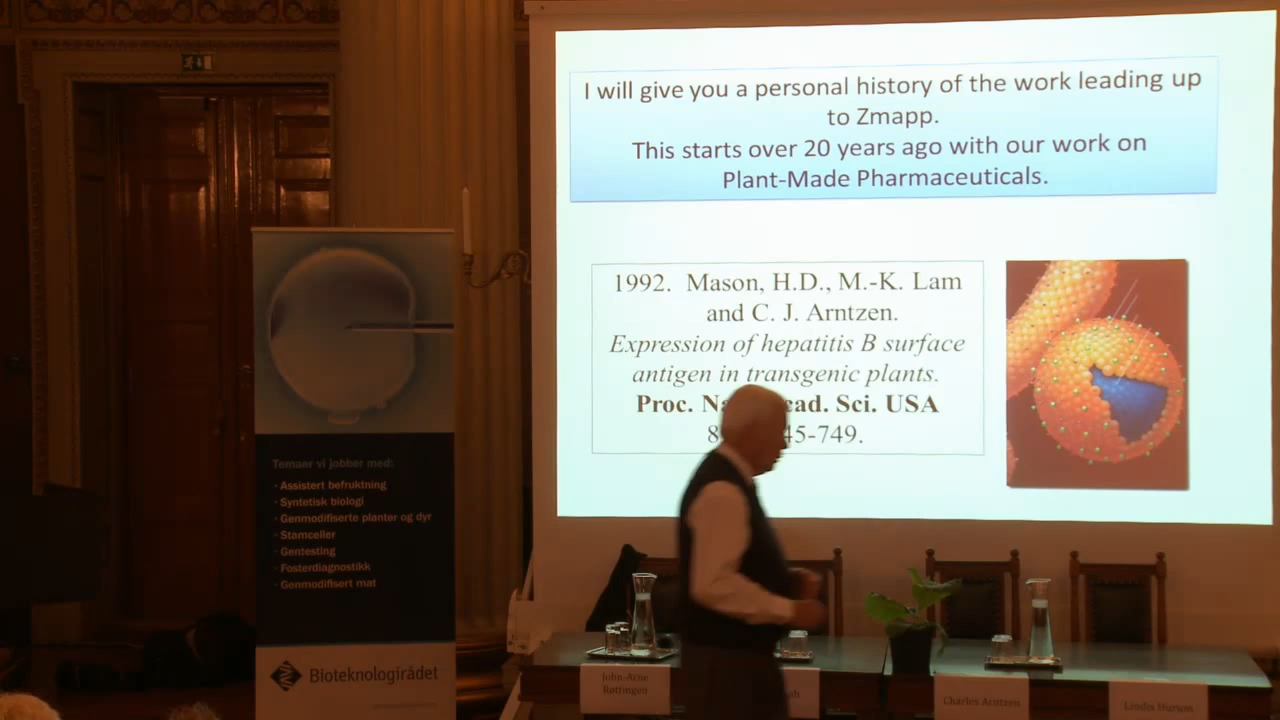 I will give you a personal history of the work leading up
to Zmapp.
This starts over 20 years ago with our work on
Plant-Made Pharmaceuticals.
1992. Mason, H.D., M.-K. Lam
and C. J. Arntzen.
Expression of hepatitis B surface
antigen in transgenic plants.
Proc. cad. Sci. USA
45-749.
Temaer vi jobber med:
· Assistert befruktning
· Syntetisk biologi
· Genmodifiserte planter og dyr
· Stamceller
· Gentesting
· Fosterdiagnostikk
· Genmodifisert mat
Bioteknologirådet
John-Arne
Røttingen
Charles Arntzen